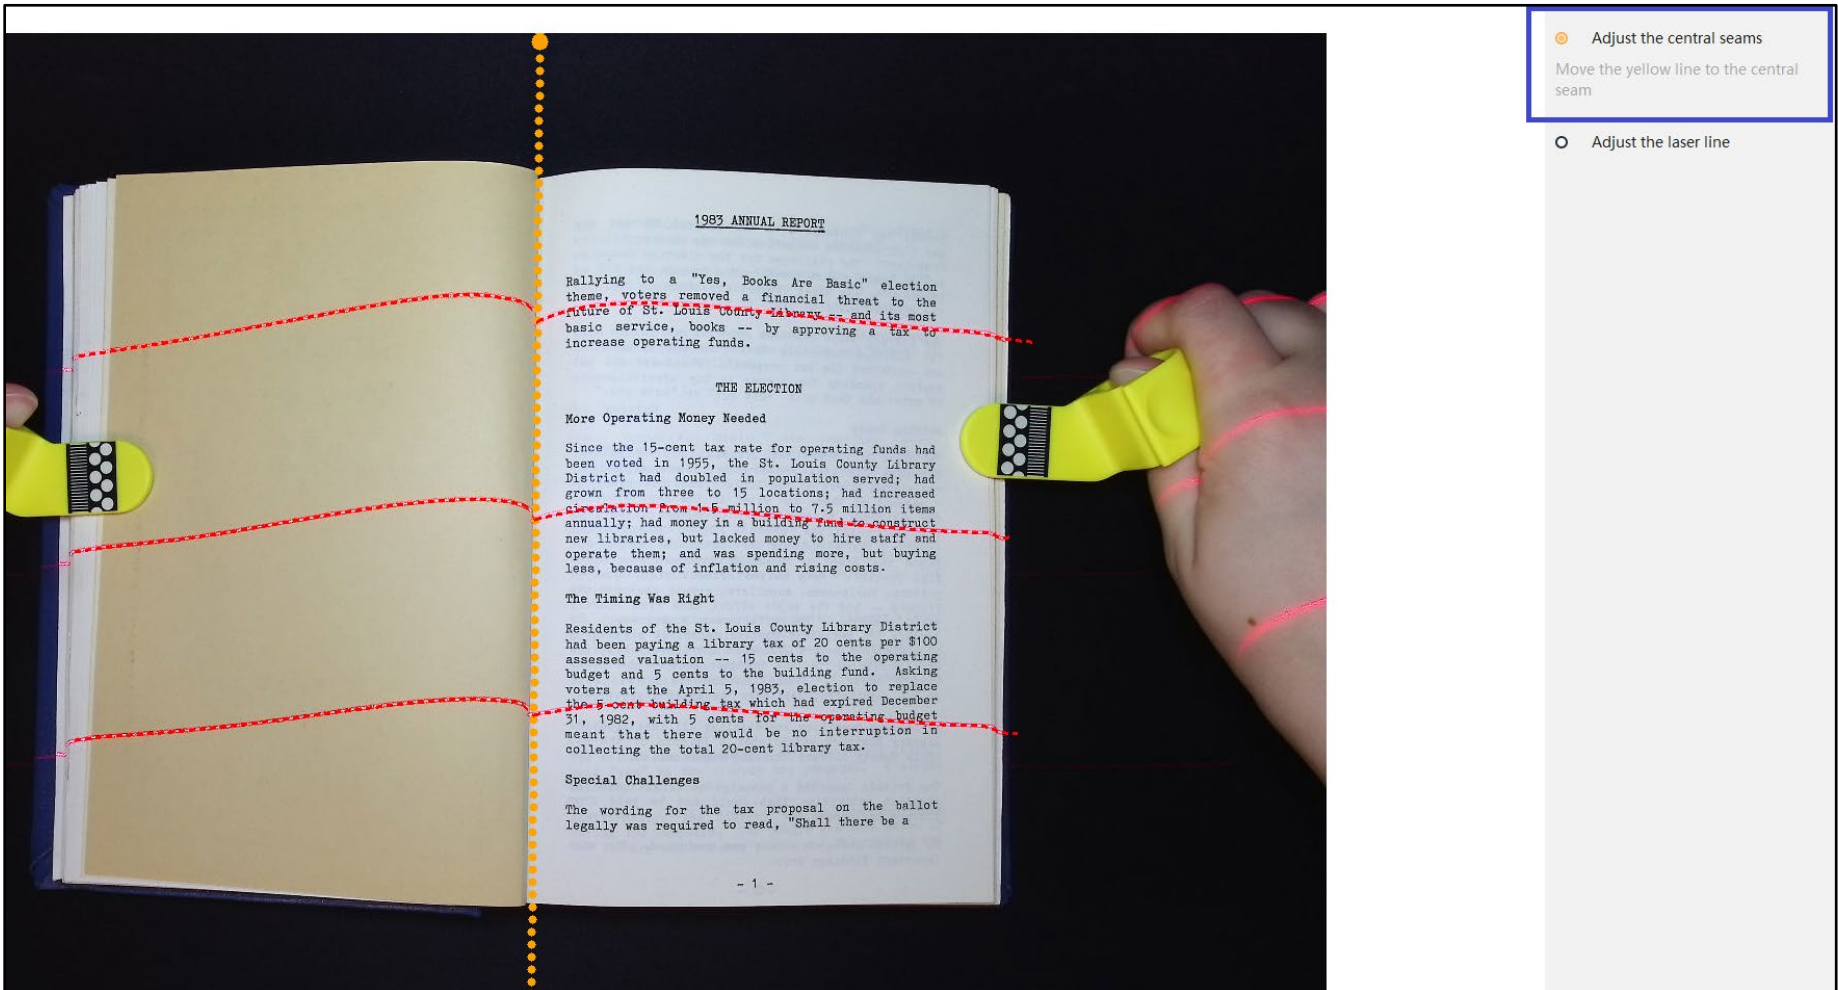 1983 ANNUAL REPORT
Rallying to a "Yes, Books Are Basic" election
theme, voters removed a financial threat to the
future of St. Louis County Library -- and its most
basic service, books -- by approving a tax to
increase operating funds.
THE ELECTION
More Operating Money Needed
Since the 15-cent tax rate for operating funds had
been voted in 1955, the St. Louis County Library
District had doubled in population served; had
grown from three to 15 locations; had increased
circulation from 1.5 million to 7.5 million items
annually; had money in a building fund to construct
new libraries, but lacked money to hire staff and
operate them; and was spending more, but buying
less, because of inflation and rising costs.
The Timing Was Right
Residents of the St. Louis County Library District
had been paying a library tax of 20 cents per $100
assessed valuation -- 15 cents to the operating
budget and 5 cents to the building fund. Asking
voters at the April 5, 1983, election to replace
the 5-cent building tax which had expired December
31, 1982, with 5 cents for the operating budget
meant that there would be no interruption in
collecting the total 20-cent library tax.
Special Challenges
The wording for the tax proposal on the ballot
legally was required to read, "Shall there be a
- 1 -
Adjust the central seams
Move the yellow line to the central
seam
Adjust the laser line